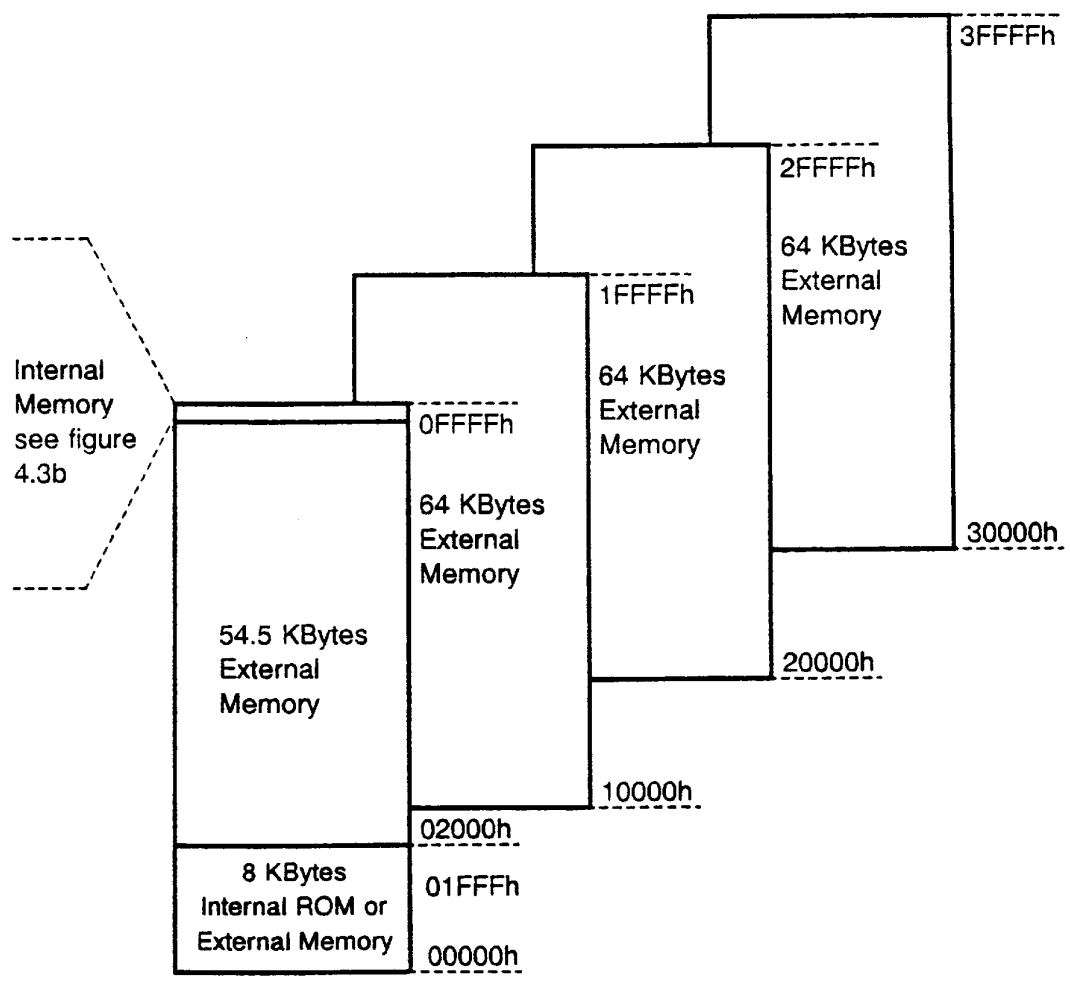 3FFFFh
2FFFFh
64 KBytes
External
Memory
1FFFFh
64 KBytes
External
Memory
Internal
Memory
see figure
4.3b
0FFFFh
64 KBytes
External
Memory
30000h
54.5 KBytes
External
Memory
20000h
10000h
02000h
8 KBytes
Internal ROM or
External Memory
01FFFh
00000h